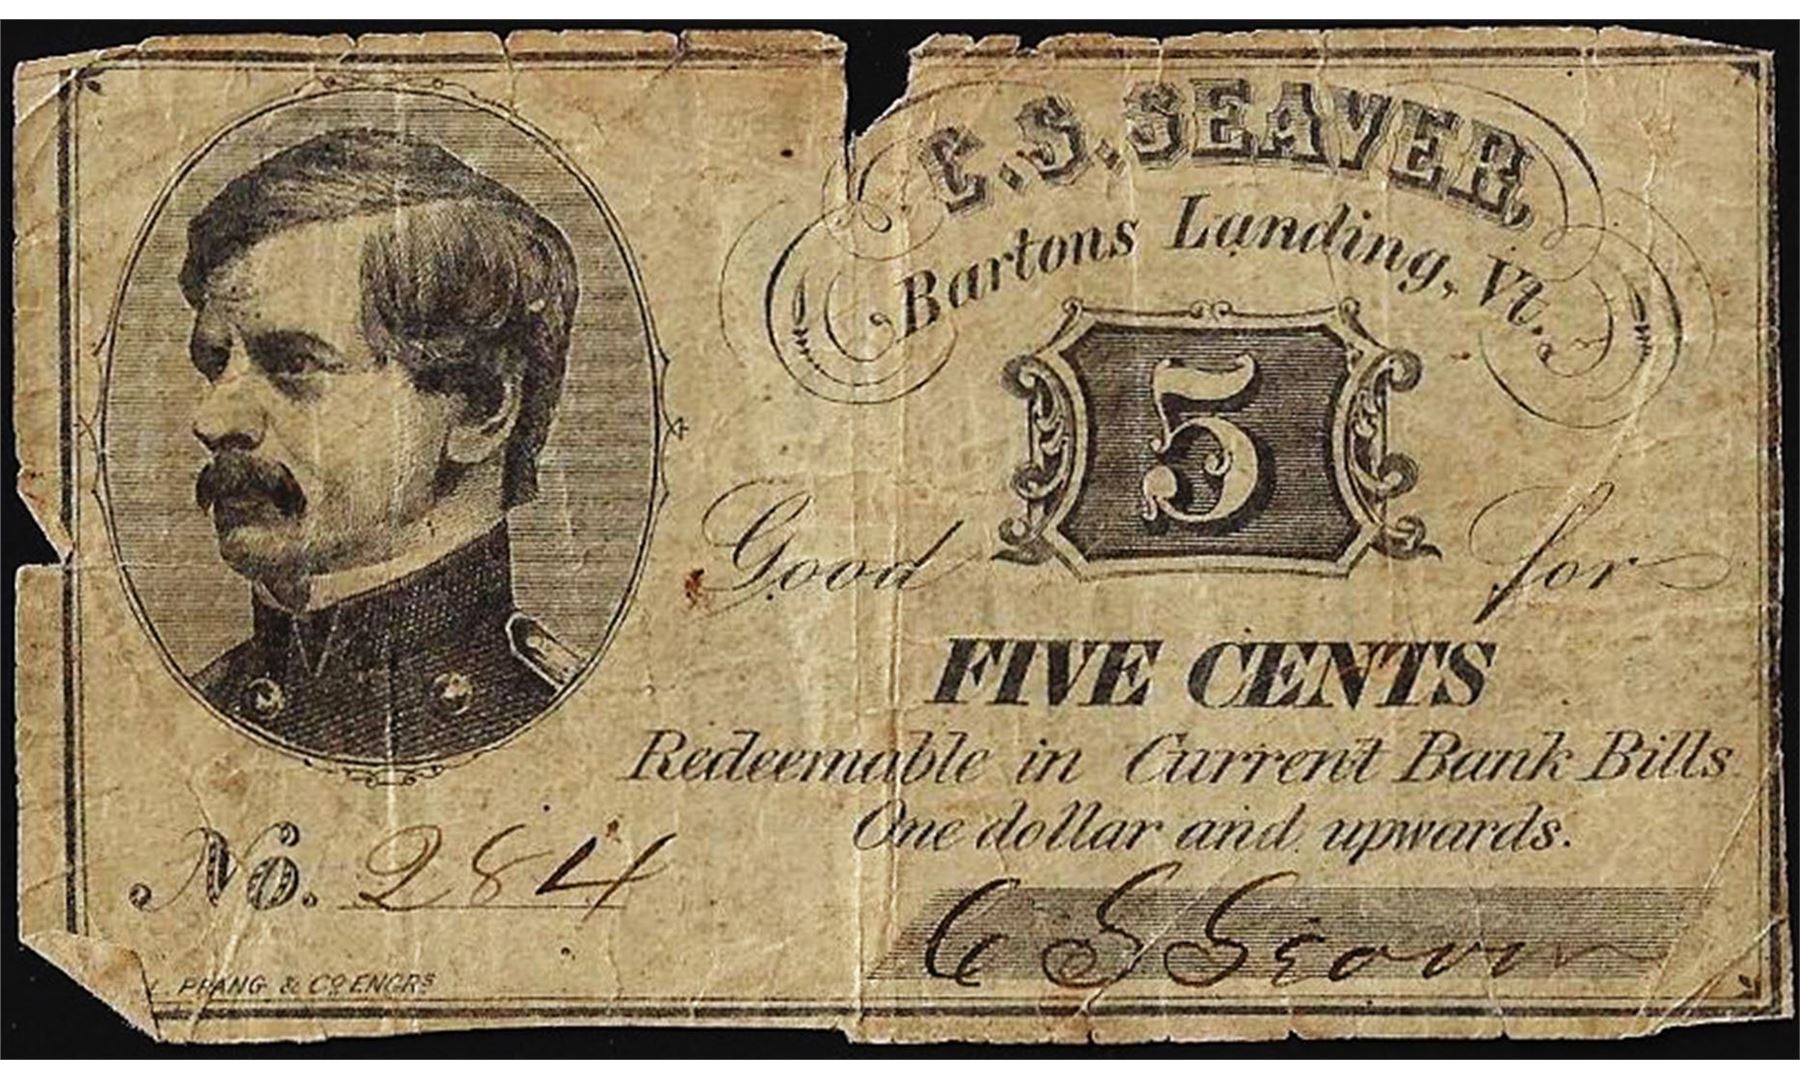 C. S. SEAVER,
Bartons Landing, Vt.
5
Good for
FIVE CENTS
Redeemable in Current Bank Bills
One dollar and upwards.
No. 284
C S Seaver
L. PRANG & CO ENGRS